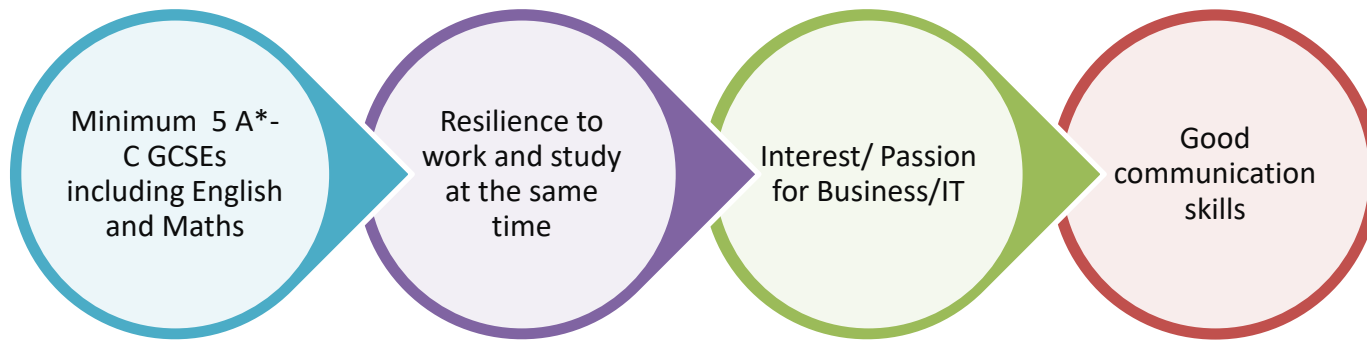 Minimum  5 A*-
C GCSEs
including English
and Maths
Resilience to
work and study
at the same
time
Interest/ Passion
for Business/IT
Good
communication
skills